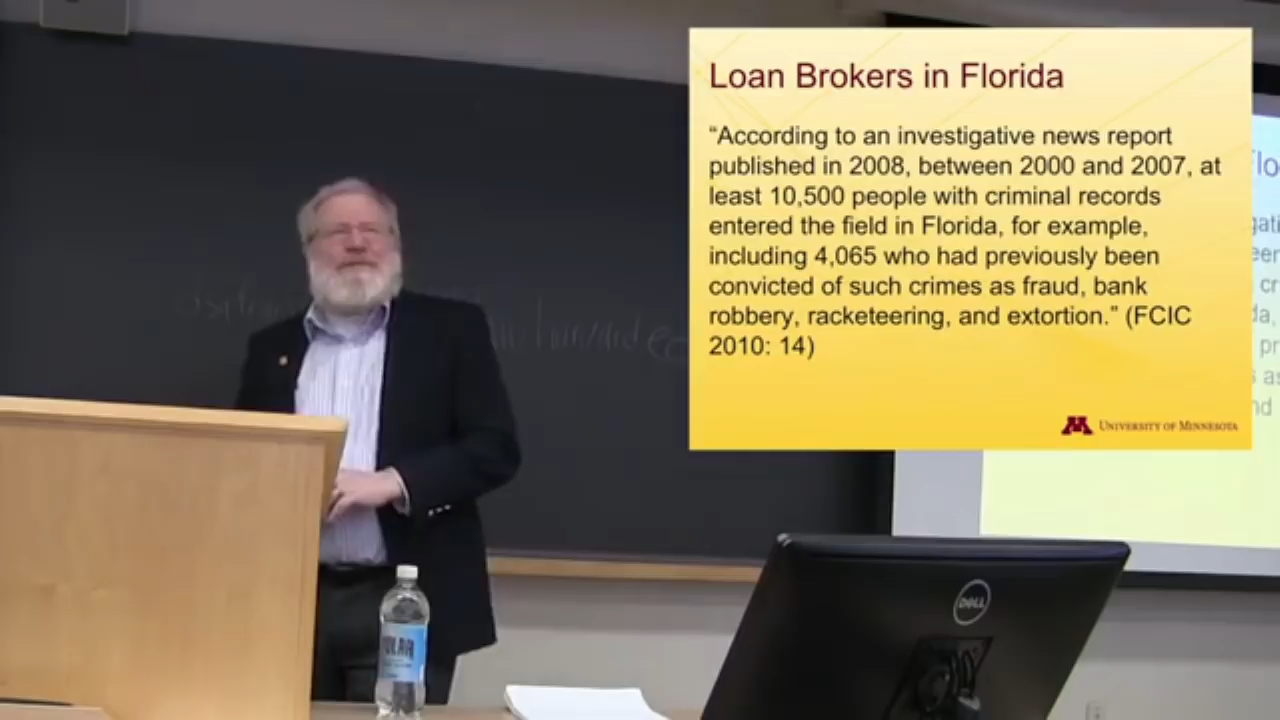 Loan Brokers in Florida
“According to an investigative news report
published in 2008, between 2000 and 2007, at
least 10,500 people with criminal records
entered the field in Florida, for example,
including 4,065 who had previously been
convicted of such crimes as fraud, bank
robbery, racketeering, and extortion.” (FCIC
2010: 14)
UNIVERSITY OF MINNESOTA
DELL